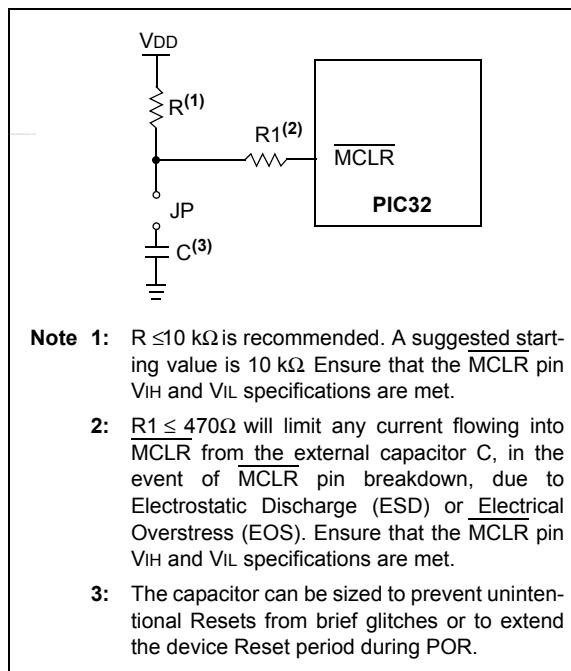 VDD
R(1)
R1(2)
MCLR
JP
PIC32
C(3)
Note 1: R ≤10 kΩ is recommended. A suggested start-
ing value is 10 kΩ Ensure that the MCLR pin
VIH and VIL specifications are met.
2: R1 ≤ 470Ω will limit any current flowing into
MCLR from the external capacitor C, in the
event of MCLR pin breakdown, due to
Electrostatic Discharge (ESD) or Electrical
Overstress (EOS). Ensure that the MCLR pin
VIH and VIL specifications are met.
3: The capacitor can be sized to prevent uninten-
tional Resets from brief glitches or to extend
the device Reset period during POR.